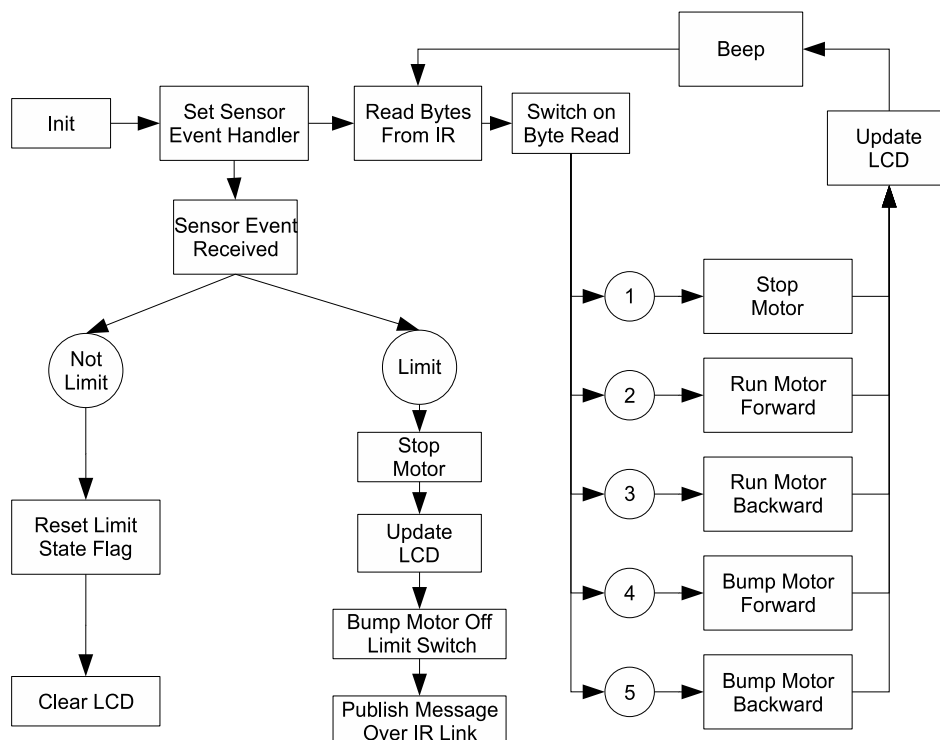 Beep
Init
Set Sensor
Event Handler
Read Bytes
From IR
Switch on
Byte Read
Update
LCD
Sensor Event
Received
Not
Limit
Limit
Reset Limit
State Flag
Clear LCD
Stop
Motor
Update
LCD
Bump Motor Off
Limit Switch
Publish Message
Over IR Link
1
Stop
Motor
2
Run Motor
Forward
3
Run Motor
Backward
4
Bump Motor
Forward
5
Bump Motor
Backward